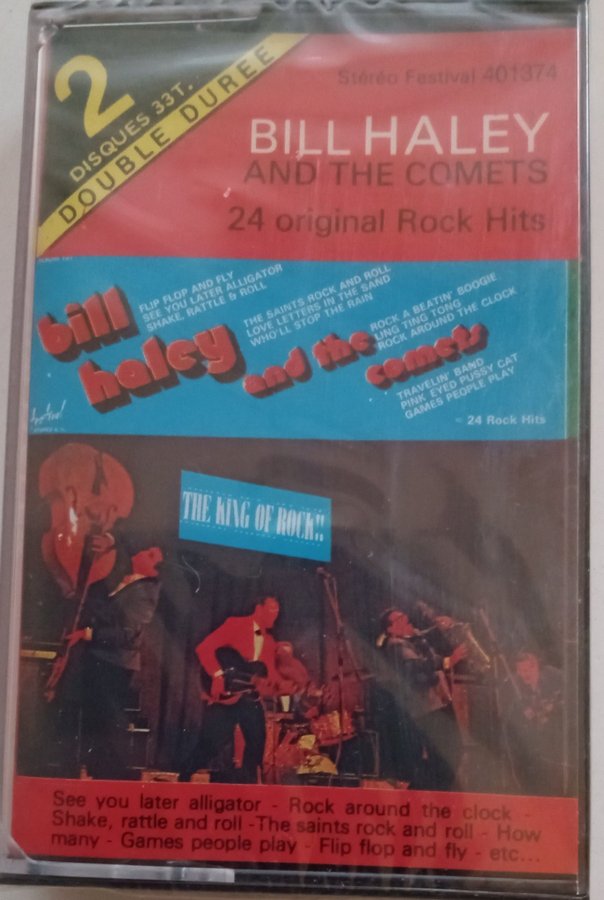 2
DISQUES 33T.
DOUBLE DUREE
Stéréo Festival 401374
BILL HALEY
AND THE COMETS
24 original Rock Hits
FLIP FLOP AND FLY
SEE YOU LATER ALLIGATOR
SHAKE, RATTLE & ROLL
THE SAINTS ROCK AND ROLL
LOVE LETTERS IN THE SAND
WHO'LL STOP THE RAIN
ROCK A BEATIN' BOOGIE
LING TING TONG
ROCK AROUND THE CLOCK
bill
haley
and the
comets
TRAVELIN' BAND
PINK EYED PUSSY CAT
GAMES PEOPLE PLAY
24 Rock Hits
THE KING OF ROCK!!
See you later alligator - Rock around the clock -
Shake, rattle and roll -The saints rock and roll - How
many - Games people play - Flip flop and fly - etc...